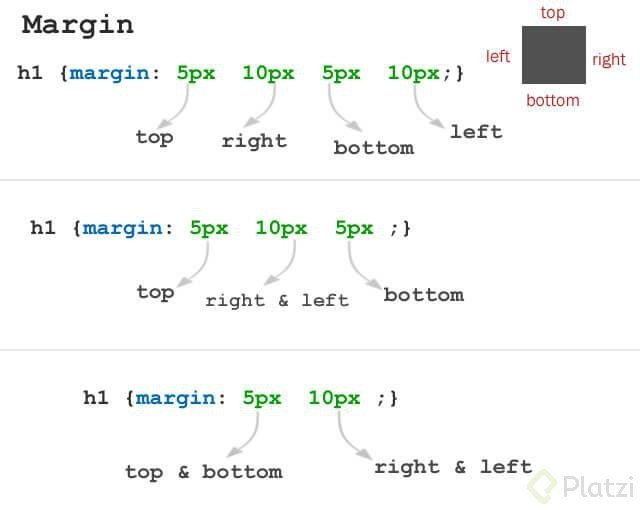 Margin
top
left
right
bottom
h1 {margin: 5px 10px 5px 10px;}
top right bottom left
h1 {margin: 5px 10px 5px ;}
top right & left bottom
h1 {margin: 5px 10px ;}
top & bottom right & left
Platzi